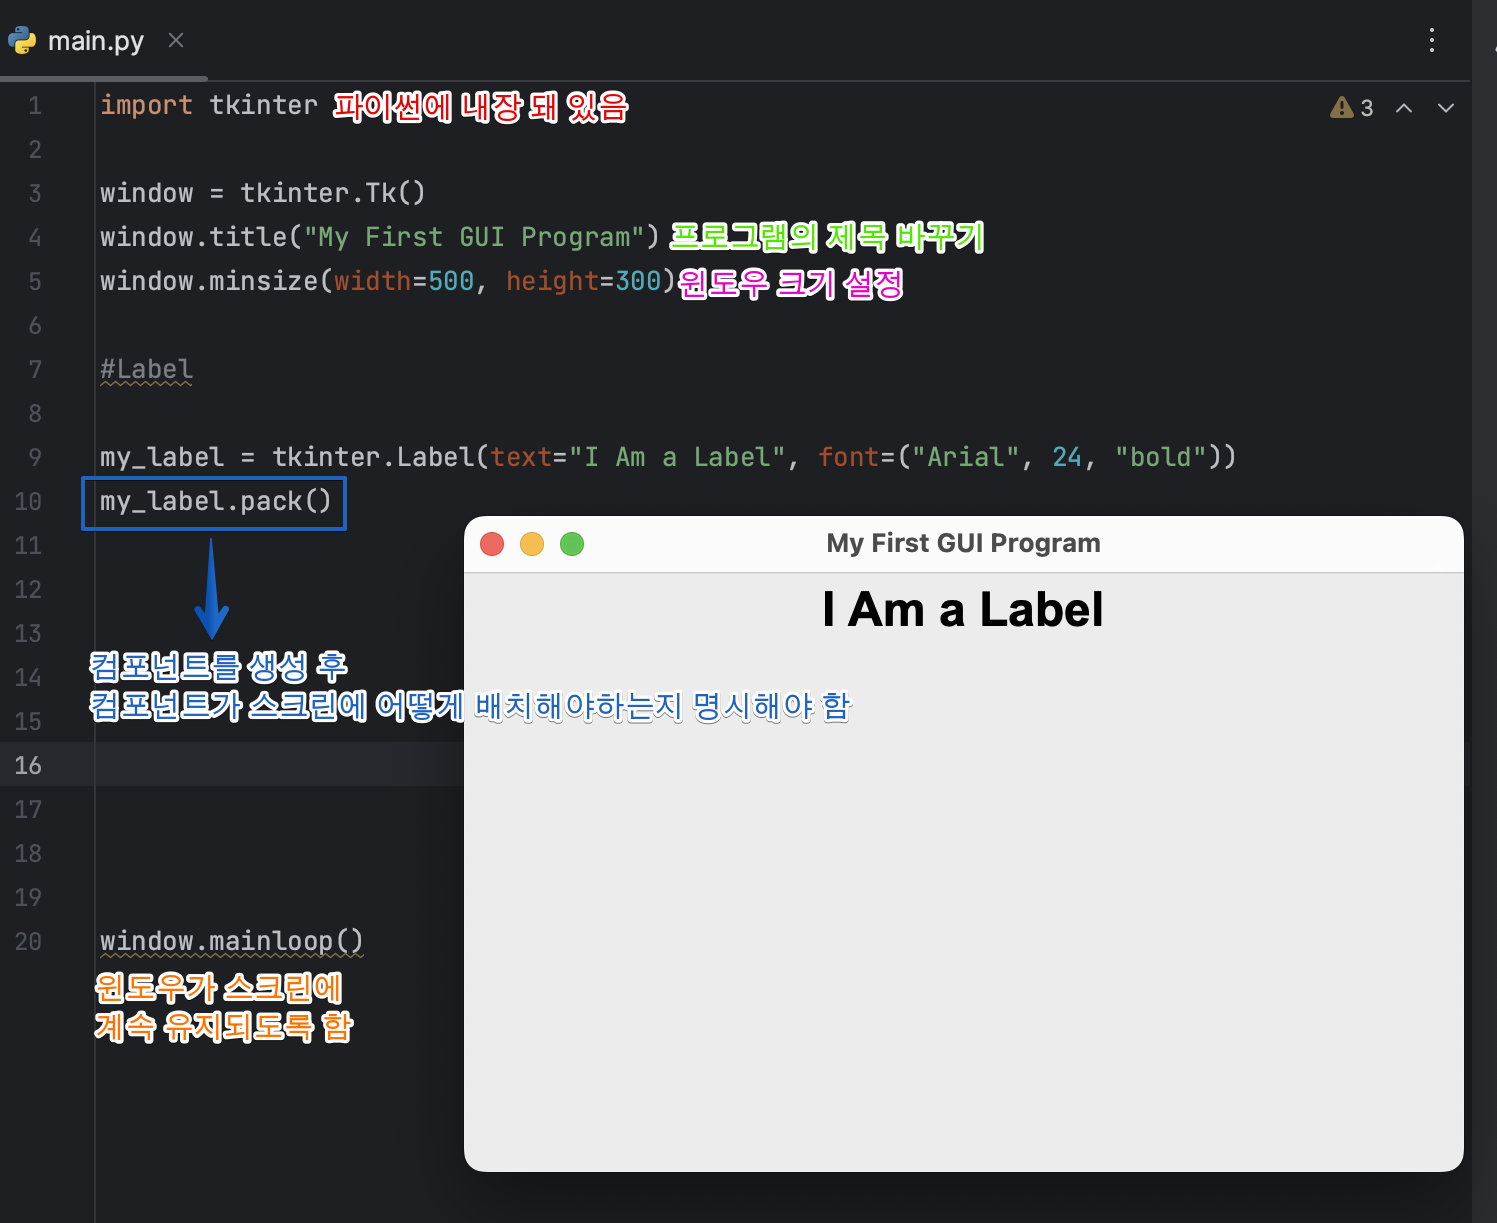 main.py
1 import tkinter 파이썬에 내장 돼 있음
3
2
3 window = tkinter.Tk()
4 window.title("My First GUI Program") 프로그램의 제목 바꾸기
5 window.minsize(width=500, height=300) 윈도우 크기 설정
6
7 #Label
8
9 my_label = tkinter.Label(text="I Am a Label", font=("Arial", 24, "bold"))
10 my_label.pack()
11
12
13
14
15
16
17
18
19
20 window.mainloop()
컴포넌트를 생성 후
컴포넌트가 스크린에 어떻게 배치해야하는지 명시해야 함
윈도우가 스크린에
계속 유지되도록 함
My First GUI Program
I Am a Label